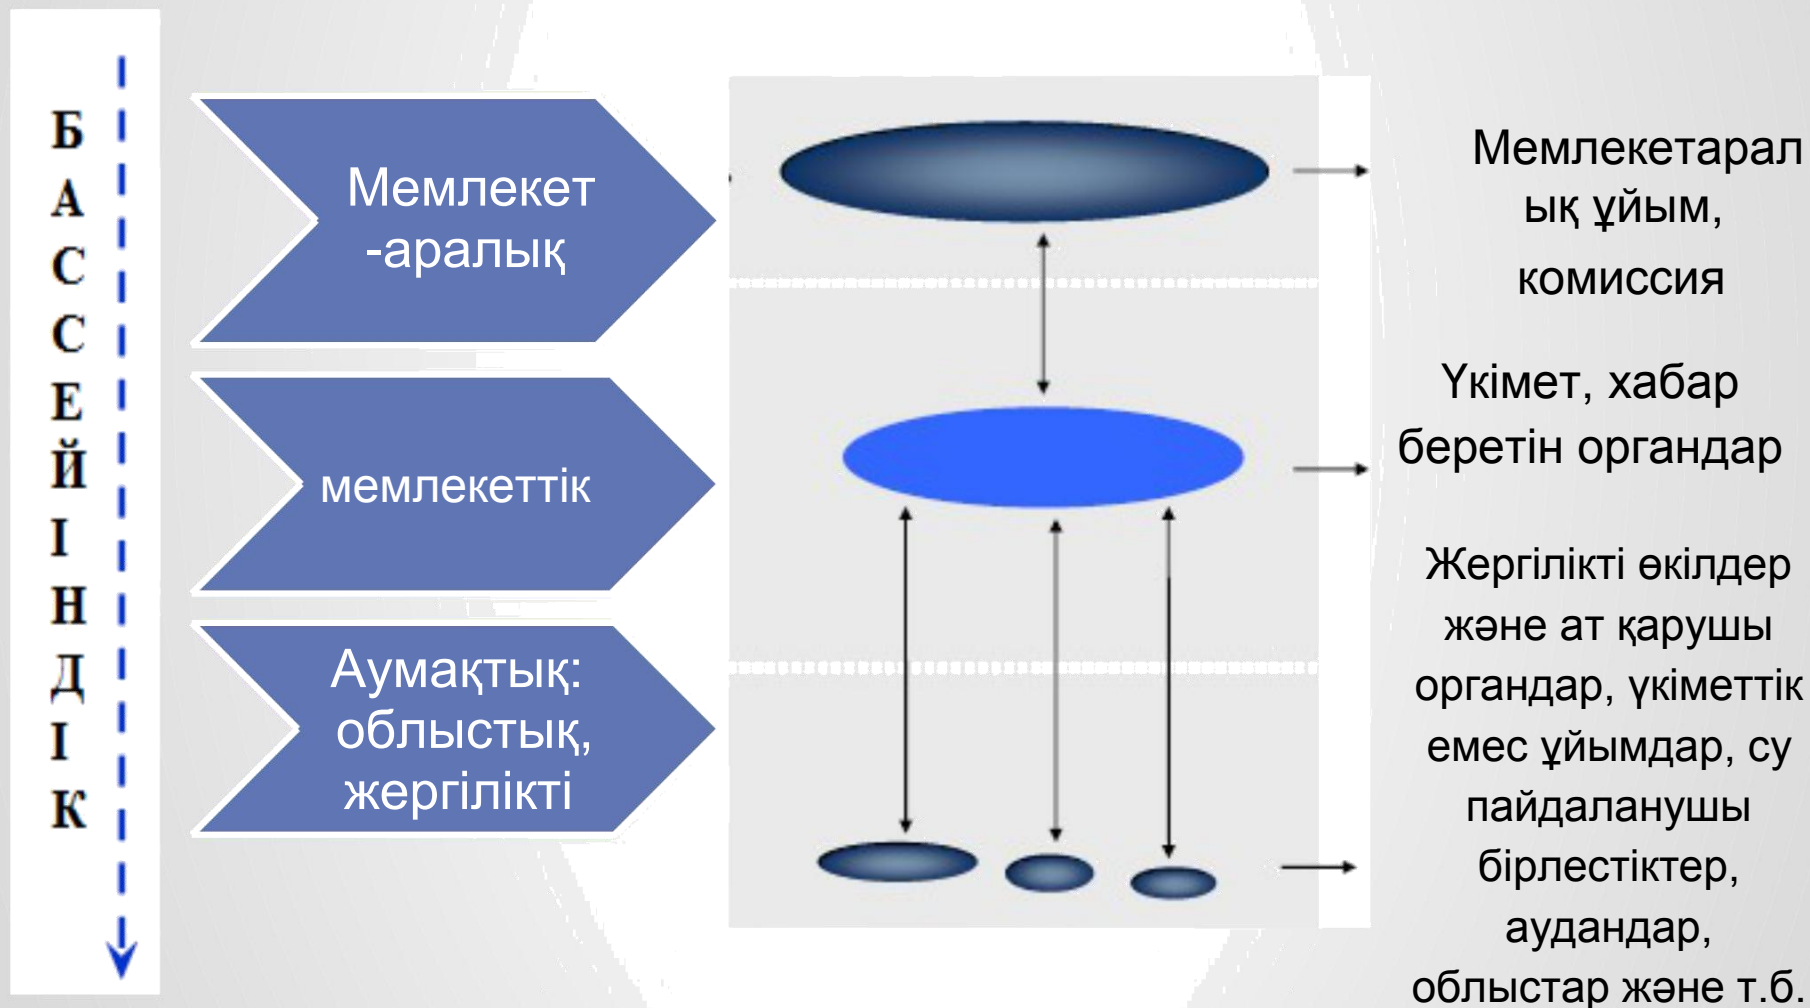 БАССЕЙІНДІК
Мемлекет
-аралық
мемлекеттік
Аумақтық:
облыстық,
жергілікті
Мемлекетарал
ық ұйым,
комиссия
Үкімет, хабар
беретін органдар
Жергілікті өкілдер
және ат қарушы
органдар, үкіметтік
емес ұйымдар, су
пайдаланушы
бірлестіктер,
аудандар,
облыстар және т.б.